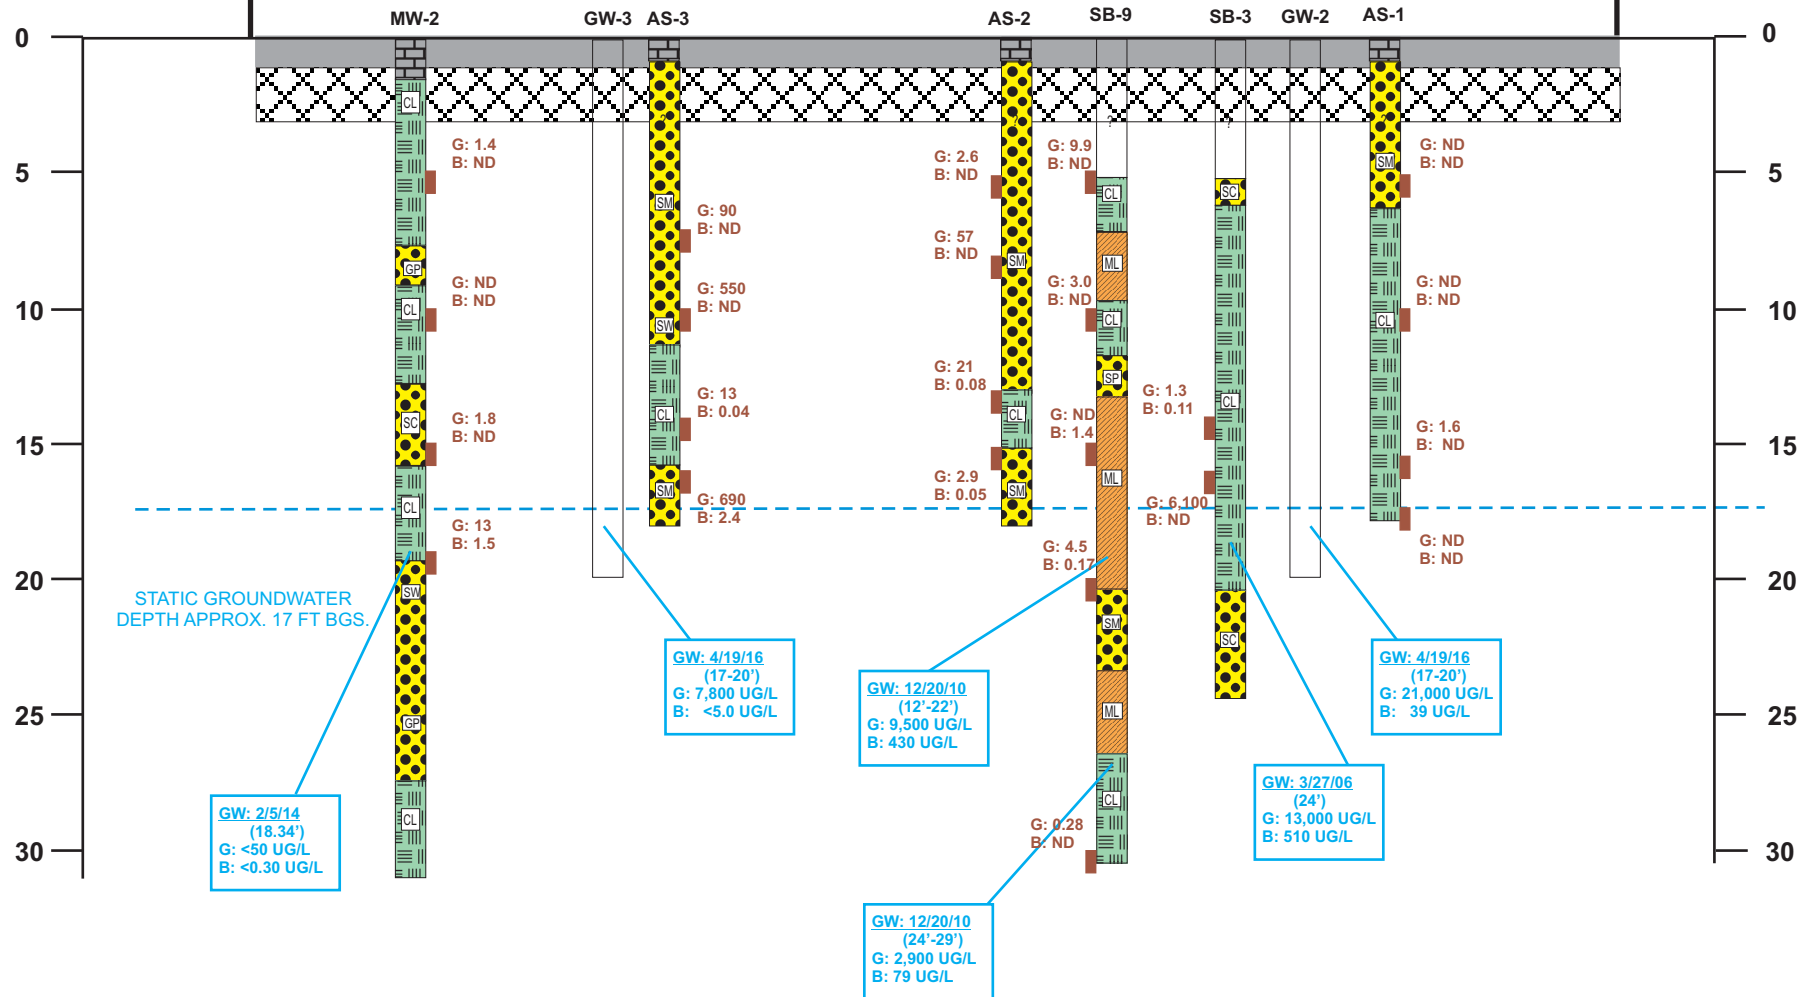 MW-2 GW-3 AS-3 AS-2 SB-9 SB-3 GW-2 AS-1
0 0
CL
? ? ? ? ?
G: 1.4
B: ND
G: 2.6
B: ND
G: 9.9
B: ND
G: ND
B: ND
SM
5 5
CL
SC
SM
G: 90
B: ND
G: 57
B: ND
SM
ML
GP
G: ND
B: ND
G: 550
B: ND
G: 3.0
B: ND
G: ND
B: ND
10 10
CL
SW
CL
CL
G: 21
B: 0.08
SP
G: 13
B: 0.04
G: 1.3
B: 0.11
CL
SC
CL
CL
G: 1.8
B: ND
G: ND
B: 1.4
G: 1.6
B: ND
15 15
CL
SM
G: 690
B: 2.4
G: 2.9
B: 0.05
SM
ML
G: 6,100
B: ND
G: 13
B: 1.5
G: 4.5
B: 0.17
G: ND
B: ND
20 20
STATIC GROUNDWATER
DEPTH APPROX. 17 FT BGS.
SW
SM
SC
GW: 4/19/16
(17-20’)
G: 7,800 UG/L
B: <5.0 UG/L
GW: 12/20/10
(12’-22’)
G: 9,500 UG/L
B: 430 UG/L
GW: 4/19/16
(17-20’)
G: 21,000 UG/L
B: 39 UG/L
25 25
GP
ML
CL
CL
GW: 2/5/14
(18.34’)
G: <50 UG/L
B: <0.30 UG/L
G: 0.28
B: ND
GW: 3/27/06
(24’)
G: 13,000 UG/L
B: 510 UG/L
30 30
GW: 12/20/10
(24’-29’)
G: 2,900 UG/L
B: 79 UG/L